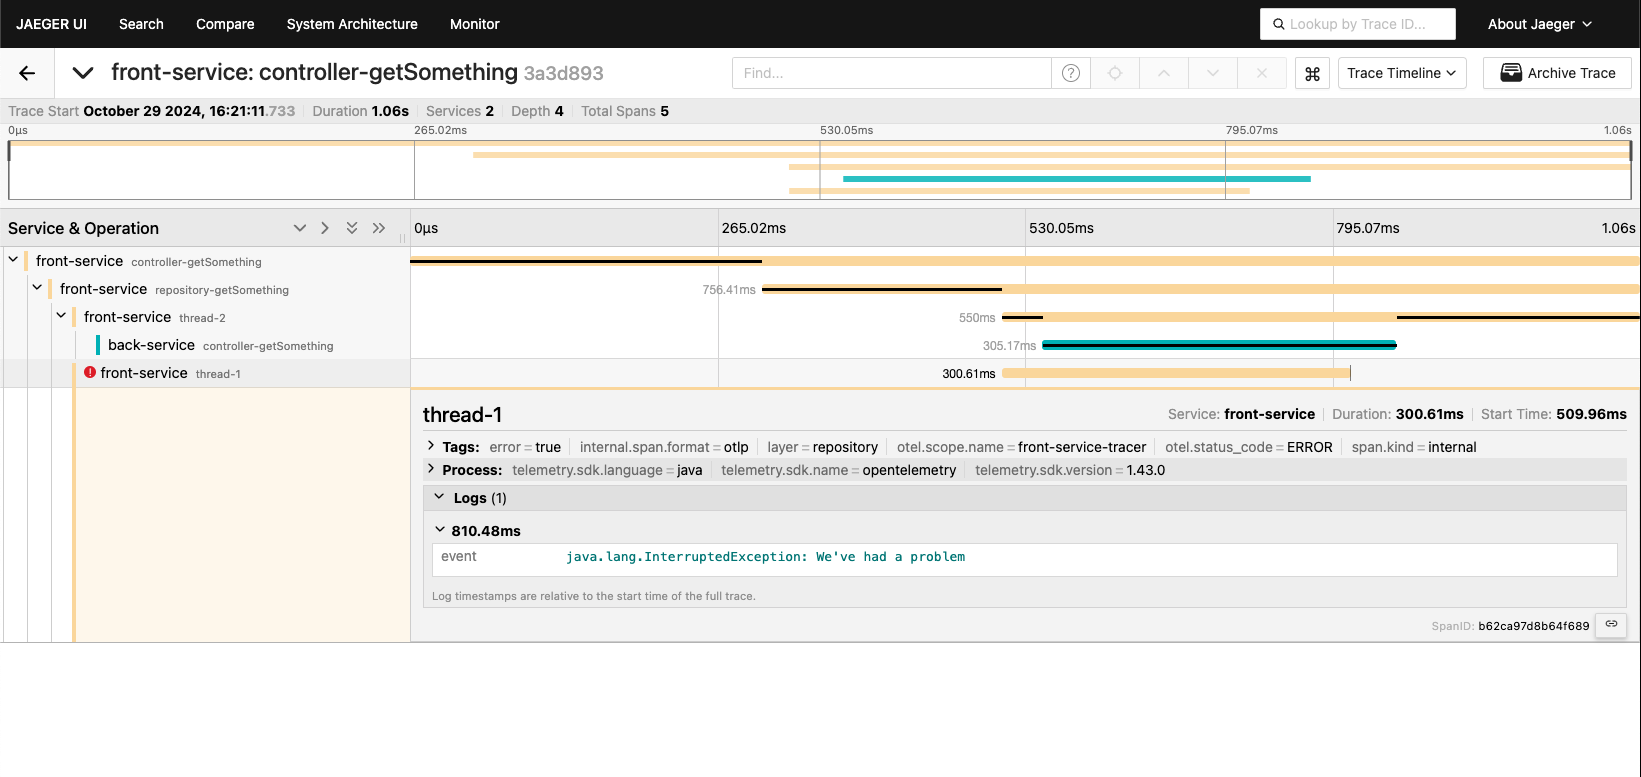 JAEGER UI Search Compare System Architecture Monitor Lookup by Trace ID... About Jaeger
front-service: controller-getSomething 3a3d893 Find... ? ⌘ Trace Timeline Archive Trace
Trace Start October 29 2024, 16:21:11.733 Duration 1.06s Services 2 Depth 4 Total Spans 5
0μs 265.02ms 530.05ms 795.07ms 1.06s
Service & Operation 0μs 265.02ms 530.05ms 795.07ms 1.06s
front-service controller-getSomething
front-service repository-getSomething 756.41ms
front-service thread-2 550ms
back-service controller-getSomething 305.17ms
front-service thread-1 300.61ms
thread-1 Service: front-service Duration: 300.61ms Start Time: 509.96ms
Tags: error = true internal.span.format = otlp layer = repository otel.scope.name = front-service-tracer otel.status_code = ERROR span.kind = internal
Process: telemetry.sdk.language = java telemetry.sdk.name = opentelemetry telemetry.sdk.version = 1.43.0
Logs (1)
810.48ms
event java.lang.InterruptedException: We've had a problem
Log timestamps are relative to the start time of the full trace.
SpanID: b62ca97d8b64f689